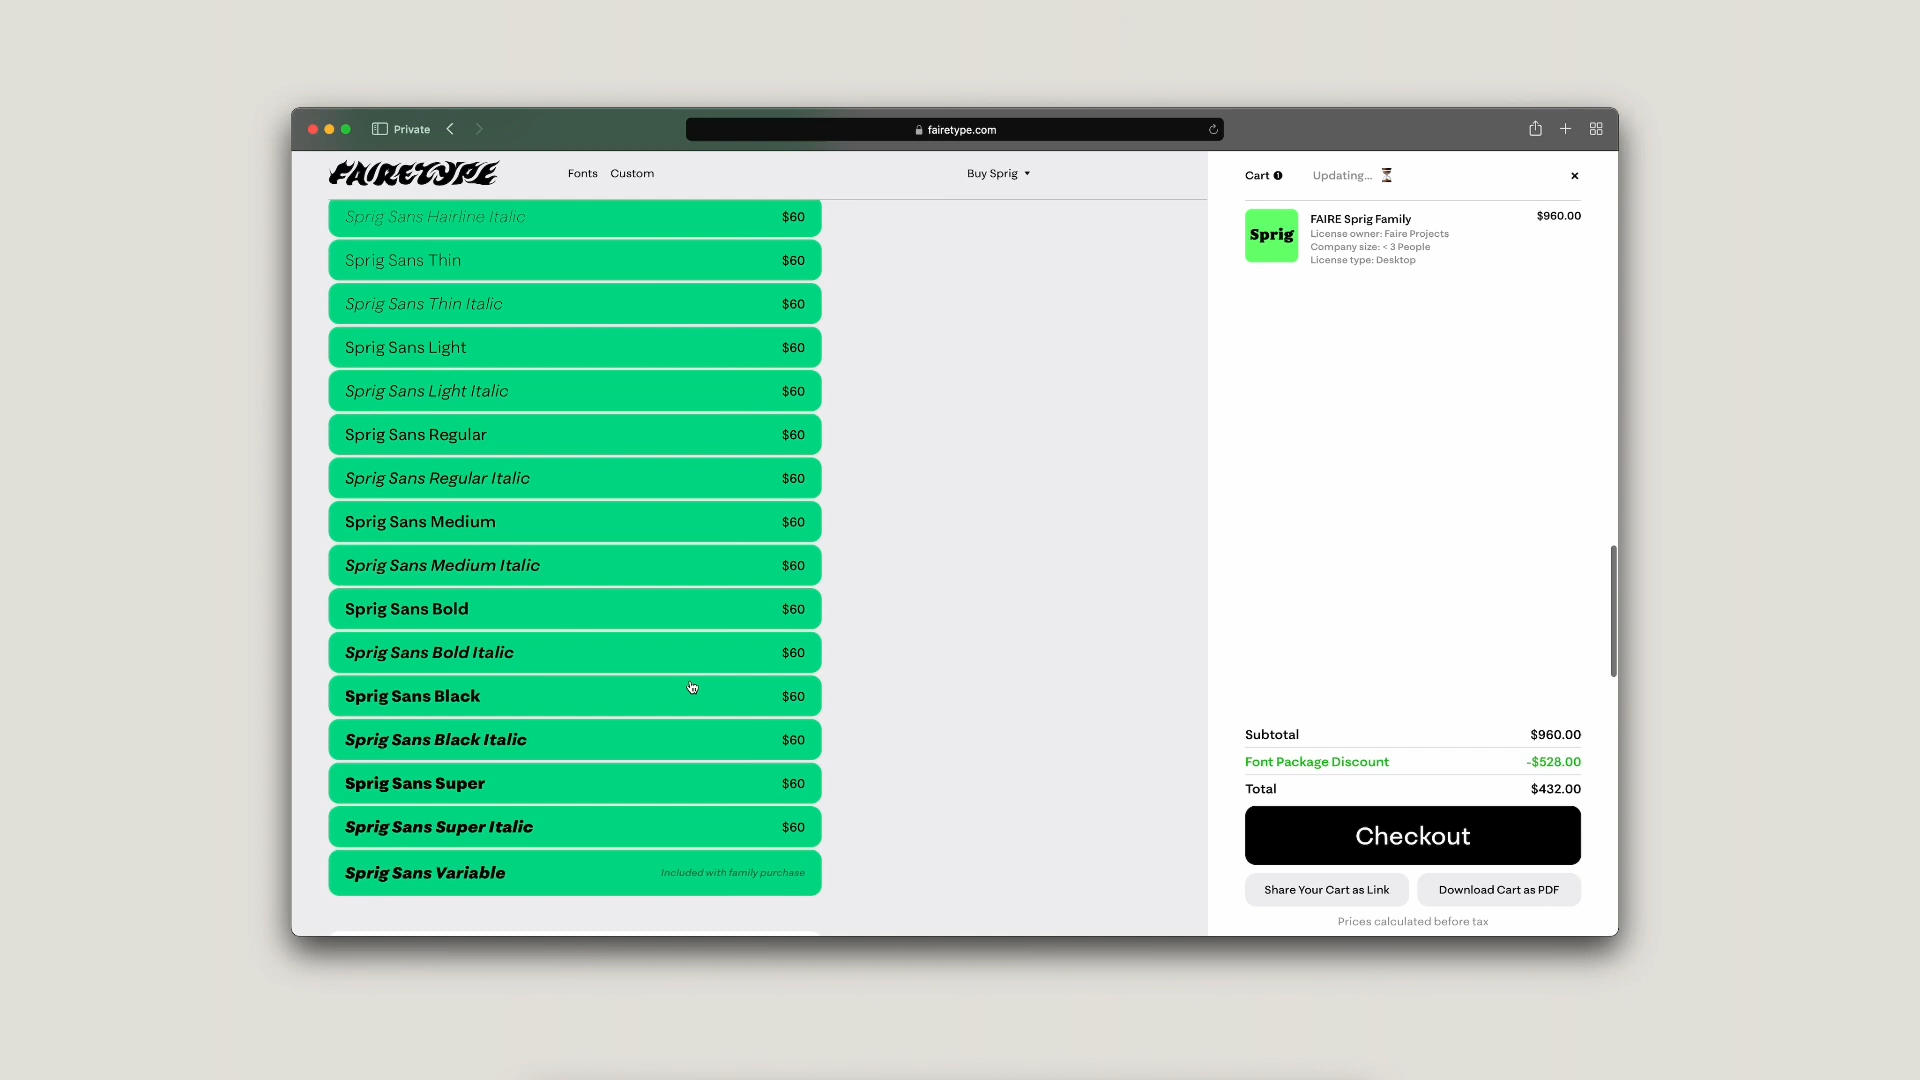 Private
fairetype.com
FAIRETYPE
Fonts Custom
Buy Sprig
Sprig Sans Hairline Italic $60
Sprig Sans Thin $60
Sprig Sans Thin Italic $60
Sprig Sans Light $60
Sprig Sans Light Italic $60
Sprig Sans Regular $60
Sprig Sans Regular Italic $60
Sprig Sans Medium $60
Sprig Sans Medium Italic $60
Sprig Sans Bold $60
Sprig Sans Bold Italic $60
Sprig Sans Black $60
Sprig Sans Black Italic $60
Sprig Sans Super $60
Sprig Sans Super Italic $60
Sprig Sans Variable Included with family purchase
Cart 1 Updating... ⏳
Sprig
FAIRE Sprig Family $960.00
License owner: Faire Projects
Company size: < 3 People
License type: Desktop
Subtotal $960.00
Font Package Discount -$528.00
Total $432.00
Checkout
Share Your Cart as Link
Download Cart as PDF
Prices calculated before tax